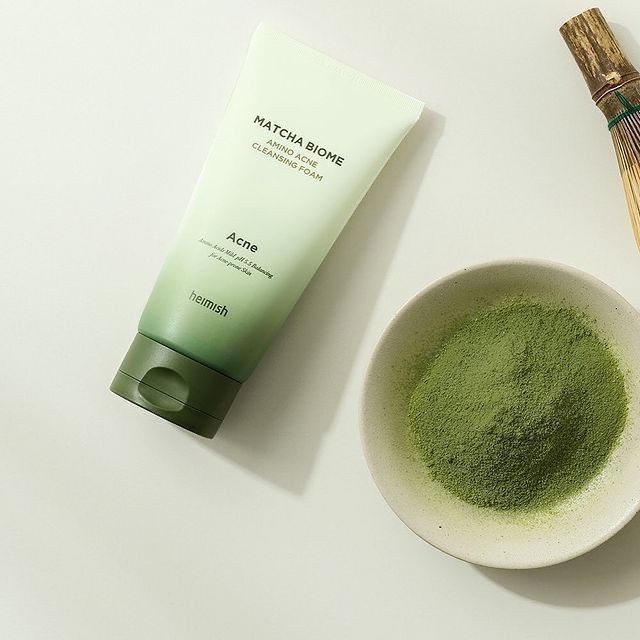 MATCHA BIOME
AMINO ACNE
CLEANSING FOAM
Acne
Amino Acids Mild pH 5.5 Balancing
for Acne-prone Skin
heimish